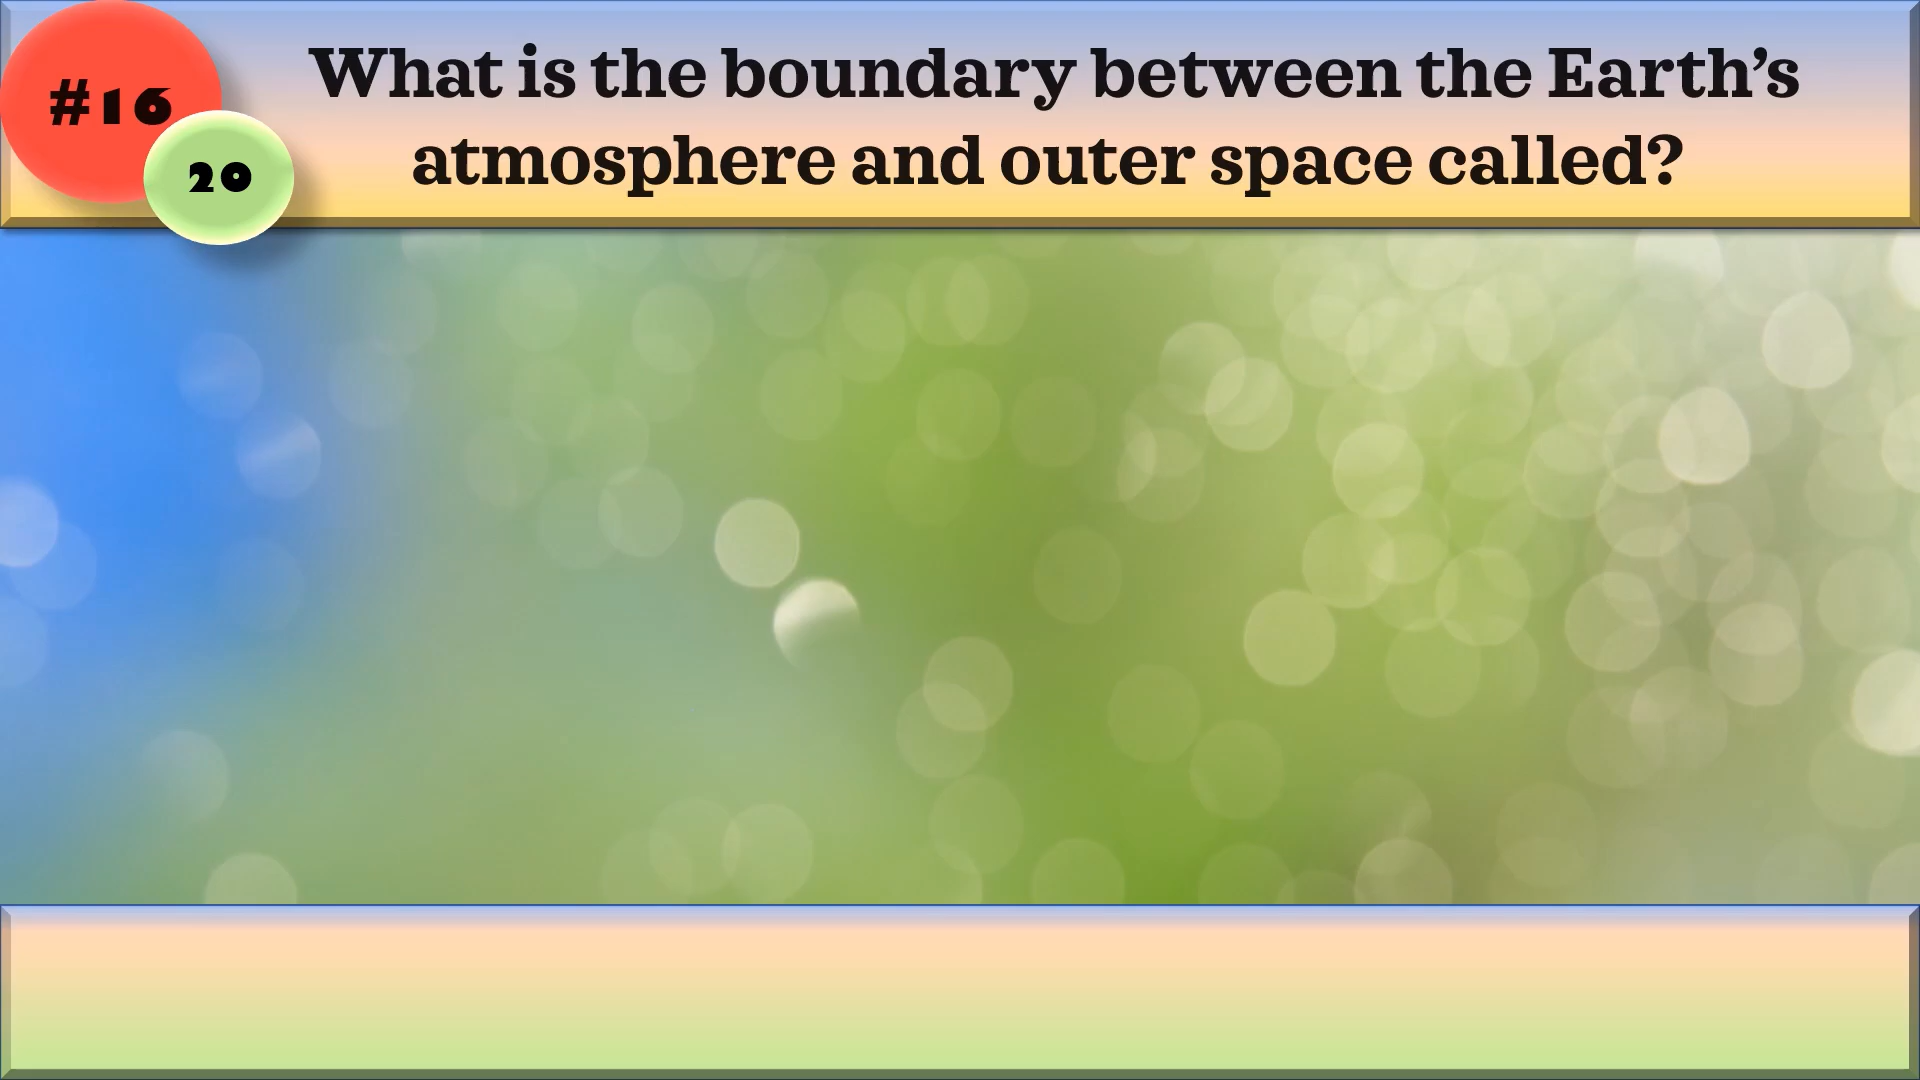 #16
20
What is the boundary between the Earth’s
atmosphere and outer space called?